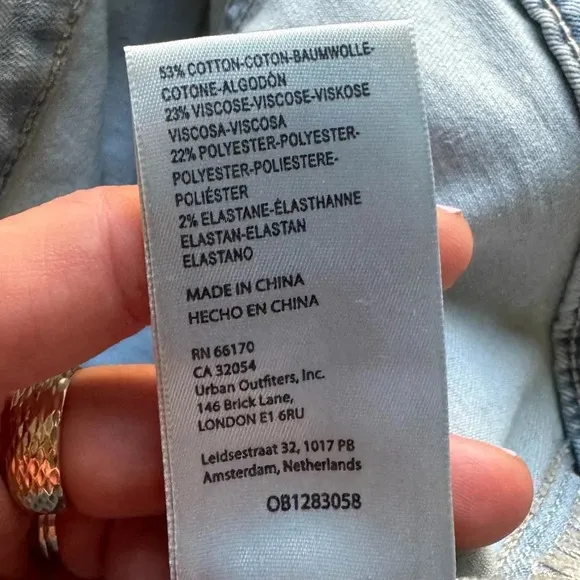 53% COTTON-COTON-BAUMWOLLE-
COTONE-ALGODÓN
23% VISCOSE-VISCOSE-VISKOSE
VISCOSA-VISCOSA
22% POLYESTER-POLYESTER-
POLYESTER-POLIESTERE-
POLIÉSTER
2% ELASTANE-ÉLASTHANNE
ELASTAN-ELASTAN
ELASTANO
MADE IN CHINA
HECHO EN CHINA
RN 66170
CA 32054
Urban Outfitters, Inc.
146 Brick Lane,
LONDON E1 6RU
Leidsestraat 32, 1017 PB
Amsterdam, Netherlands
OB1283058